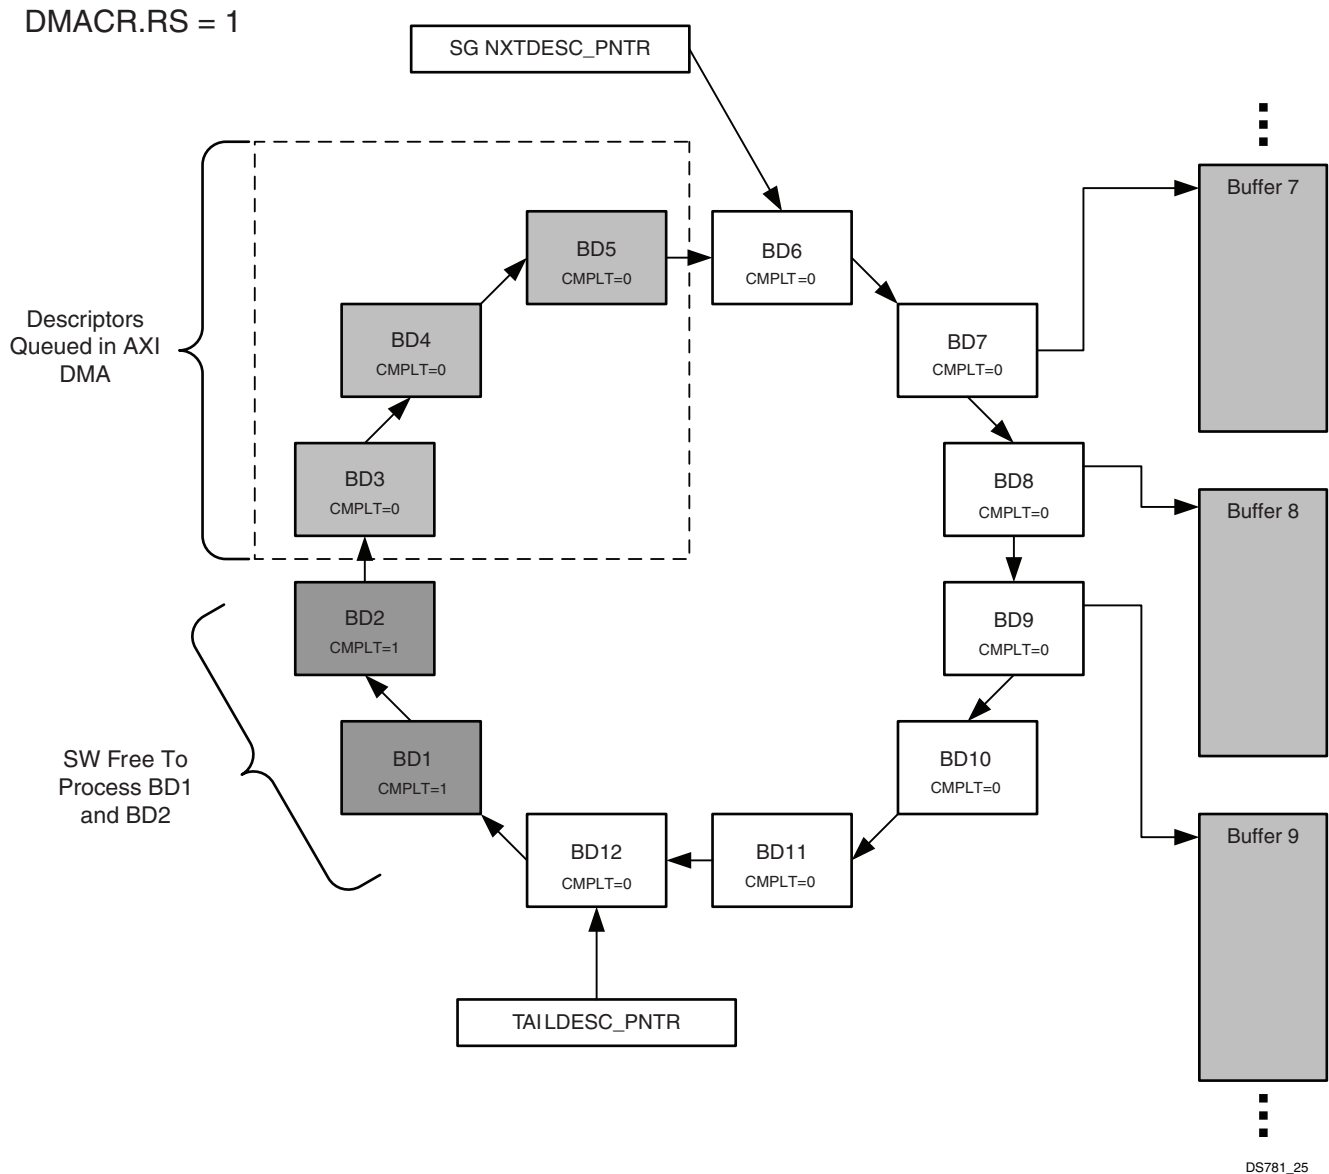 DMACR.RS = 1
SG NXTDESC_PNTR
Buffer 7
BD5
CMPLT=0
BD6
CMPLT=0
Descriptors
Queued in AXI
DMA
BD4
CMPLT=0
BD7
CMPLT=0
BD3
CMPLT=0
BD8
CMPLT=0
Buffer 8
BD2
CMPLT=1
BD9
CMPLT=0
SW Free To
Process BD1
and BD2
BD1
CMPLT=1
BD10
CMPLT=0
BD12
CMPLT=0
BD11
CMPLT=0
Buffer 9
TAILDESC_PNTR
DS781_25